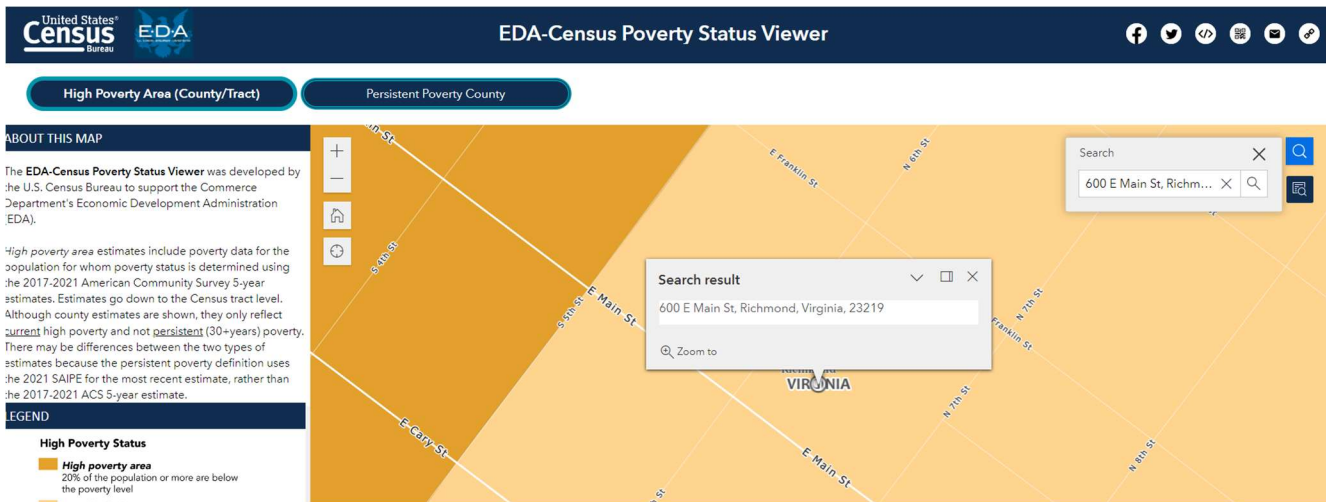 United States®
Census
Bureau
E·D·A
EDA-Census Poverty Status Viewer
High Poverty Area (County/Tract)
Persistent Poverty County
ABOUT THIS MAP
The EDA-Census Poverty Status Viewer was developed by
the U.S. Census Bureau to support the Commerce
Department's Economic Development Administration
(EDA).
High poverty area estimates include poverty data for the
population for whom poverty status is determined using
the 2017-2021 American Community Survey 5-year
estimates. Estimates go down to the Census tract level.
Although county estimates are shown, they only reflect
current high poverty and not persistent (30+years) poverty.
There may be differences between the two types of
estimates because the persistent poverty definition uses
the 2021 SAIPE for the most recent estimate, rather than
the 2017-2021 ACS 5-year estimate.
LEGEND
High Poverty Status
High poverty area
20% of the population or more are below
the poverty level
in St
E Franklin St
N 6th St
S 4th St
S 5th St
E Main St
E Cary St
N 7th St
Franklin St
N 7th St
E Main St
N 8th St
St
Search
600 E Main St, Richm...
Search result
600 E Main St, Richmond, Virginia, 23219
Zoom to
Richmond
VIRGINIA